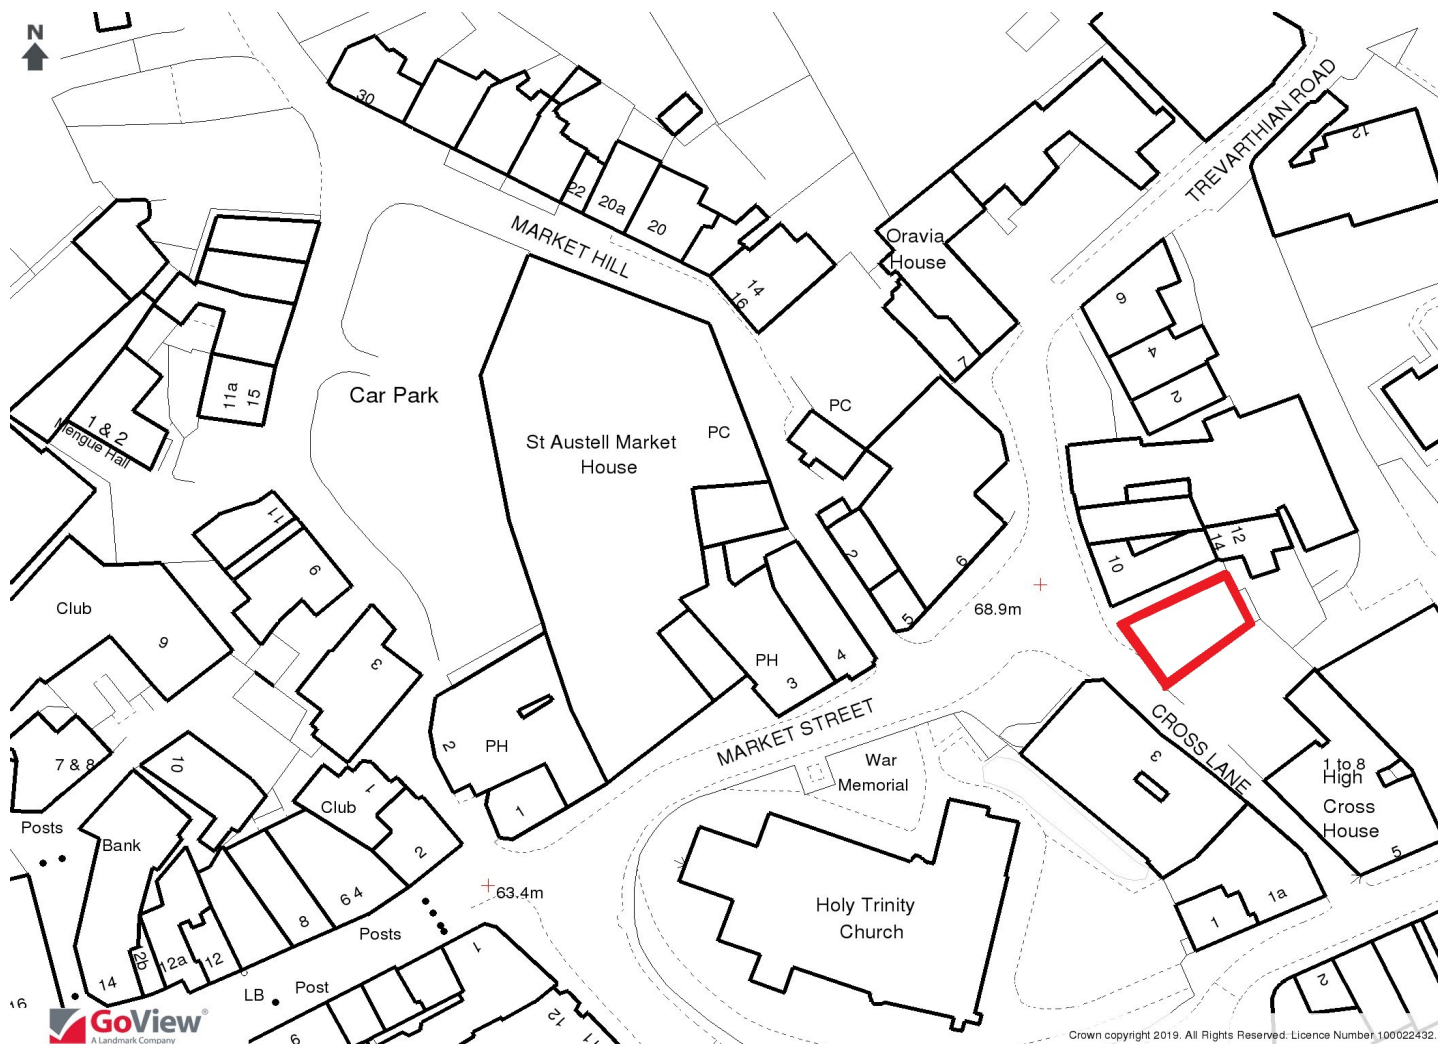 N
30
22
20a
20
MARKET HILL
14
16
TREVARTHIAN ROAD
12
Oravia
House
7
6
4
2
11a
15
Car Park
1 & 2
Mengue Hall
St Austell Market
House
PC
PC
11
9
2
5
6
10
14
12
68.9m
Club
9
3
PH
3
4
2
PH
1
MARKET STREET
War
Memorial
CROSS LANE
3
1 to 8
High
Cross
House
5
7 & 8
10
Posts
Bank
Club
1
2
6 4
8
63.4m
Posts
14
2b
12a
12
16
LB
Post
6
1
12
11
Holy Trinity
Church
1
1a
2
GoView®
A Landmark Company
Crown copyright 2019. All Rights Reserved. Licence Number 100022432.